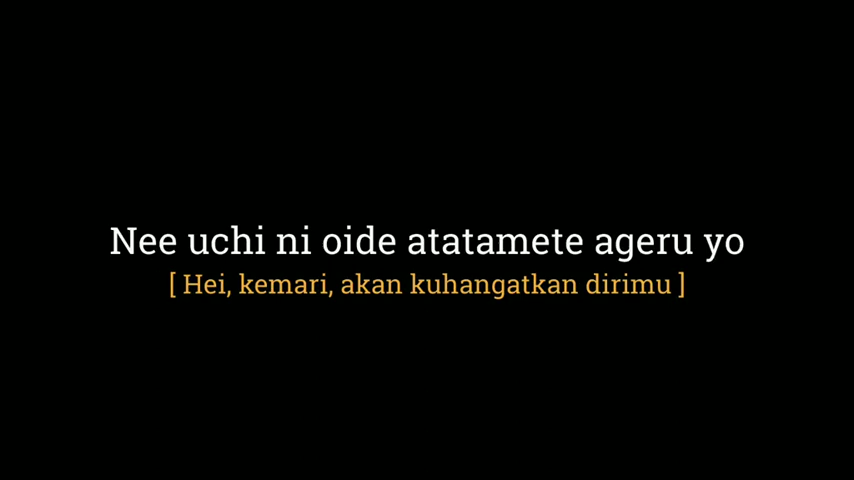 Nee uchi ni oide atatamete ageru yo
[ Hei, kemari, akan kuhangatkan dirimu ]